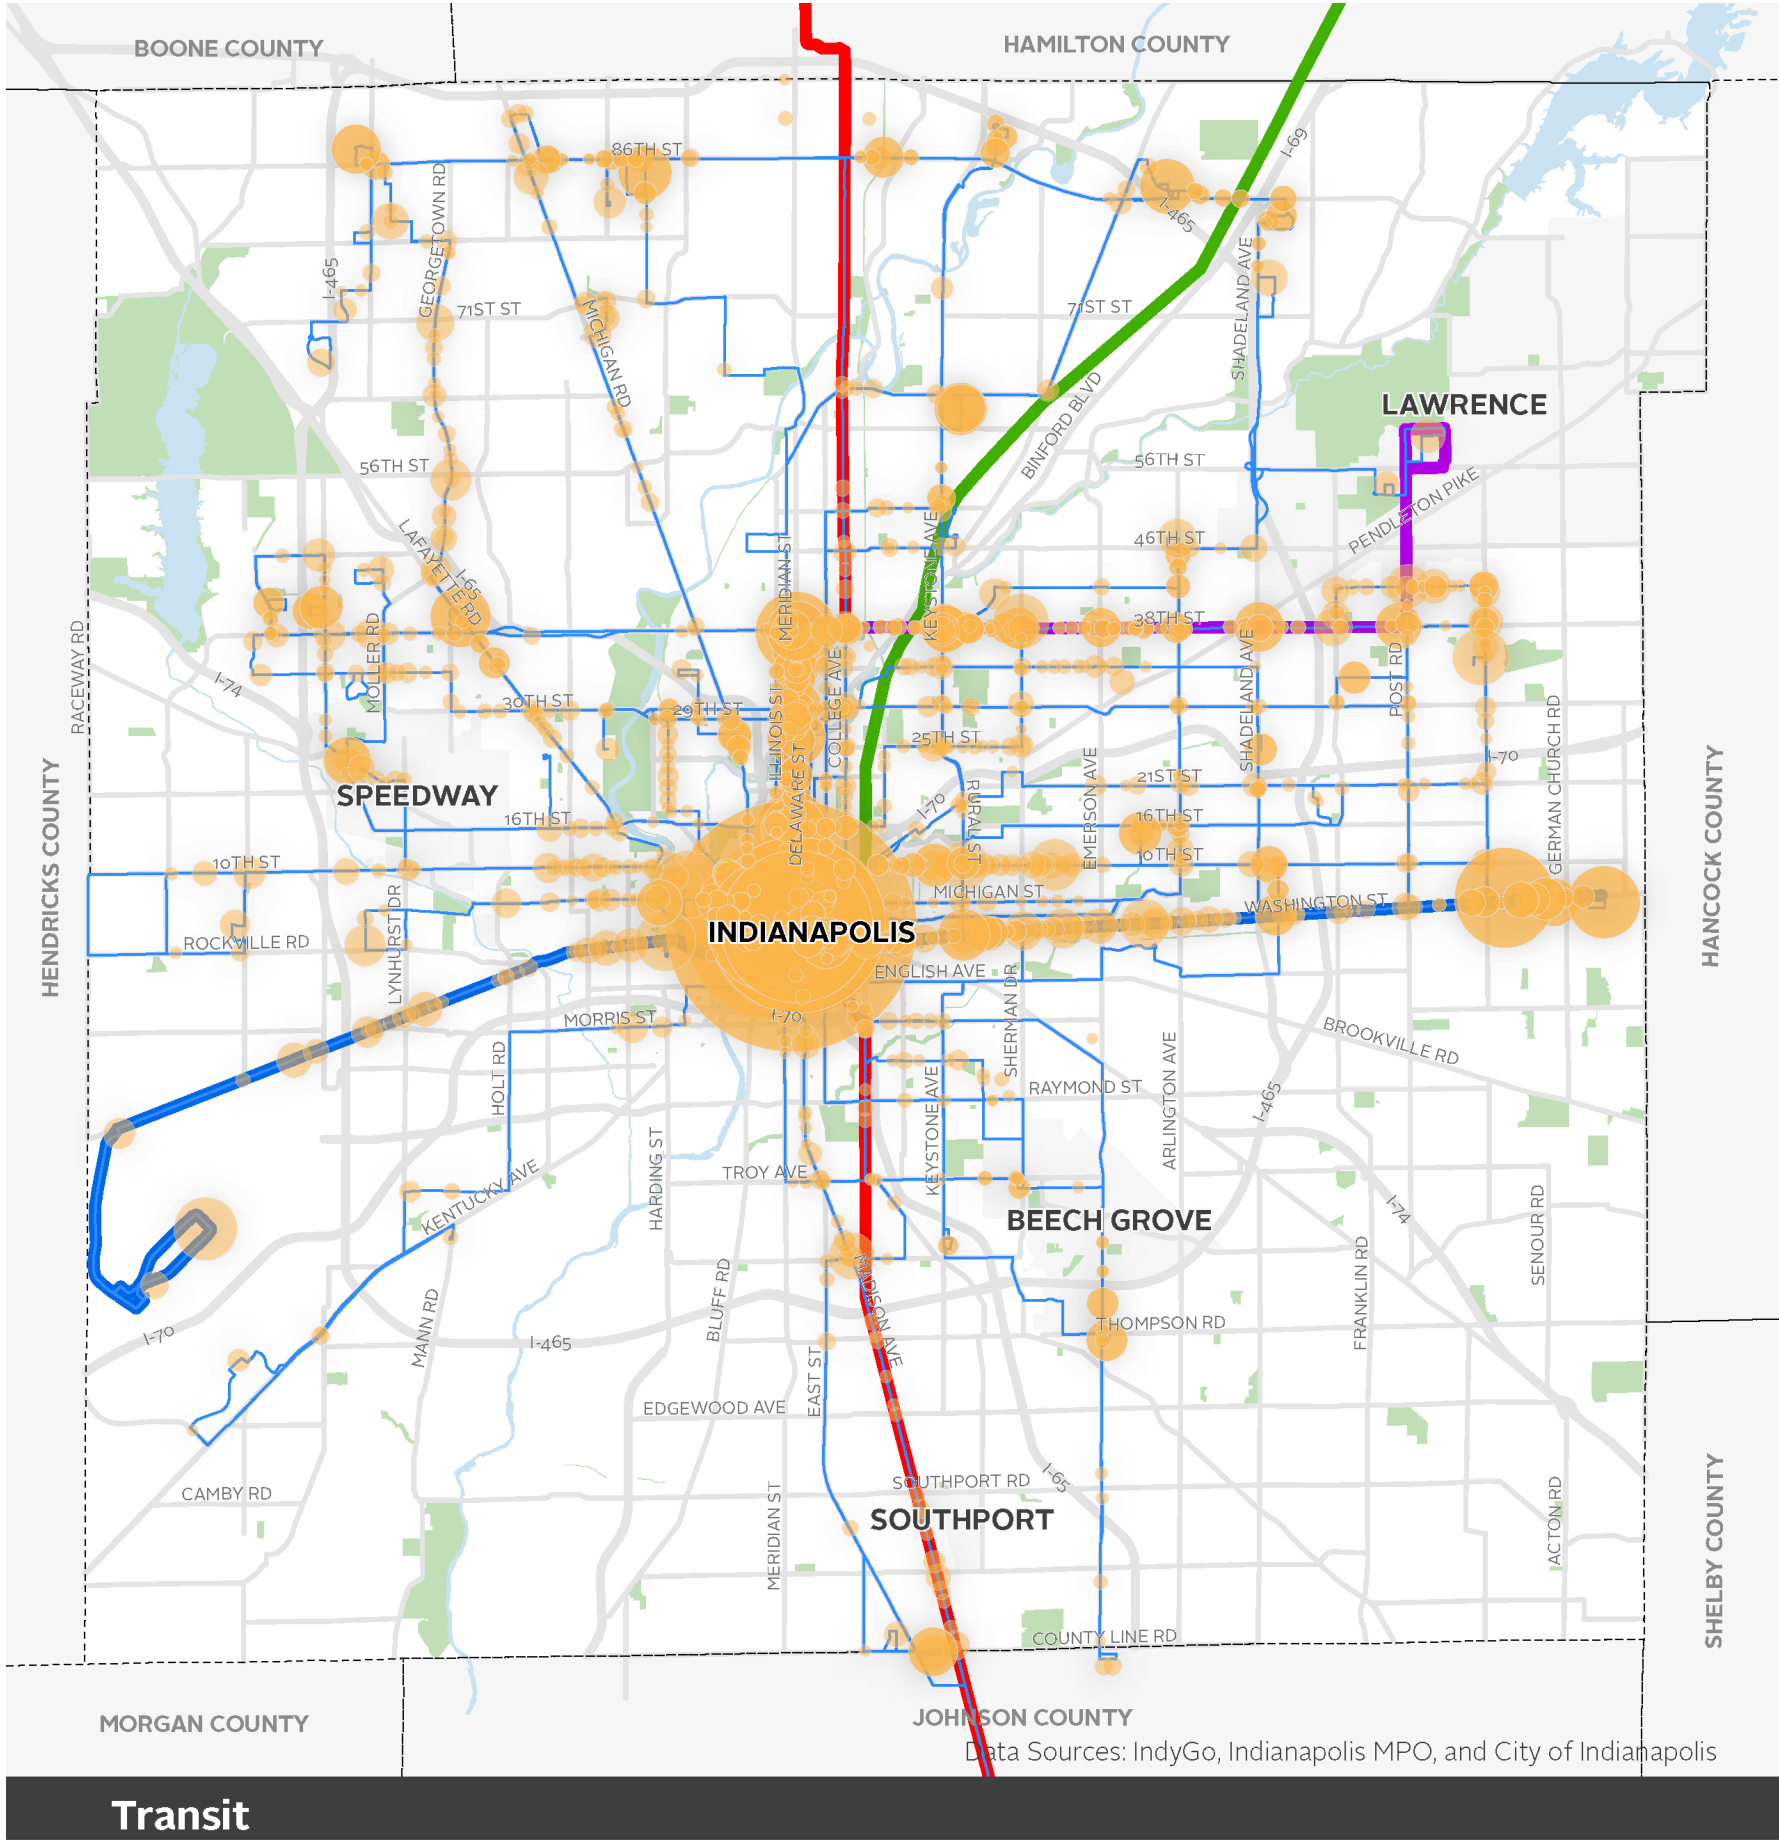 BOONE COUNTY
HAMILTON COUNTY
86TH ST
I-69
I-465
GEORGETOWN RD
I-465
SHADELAND AVE
71ST ST
71ST ST
MICHIGAN RD
BINFORD BLVD
LAWRENCE
56TH ST
56TH ST
PENDLETON PIKE
LAFAYETTE RD
I-65
MERIDIAN ST
KEYSTONE AVE
46TH ST
38TH ST
RACEWAY RD
MOLLER RD
I-74
30TH ST
29TH ST
ILLINOIS ST
COLLEGE AVE
SHADELAND AVE
POST RD
GERMAN CHURCH RD
25TH ST
DELAWARE ST
EMERSON AVE
I-70
21ST ST
SPEEDWAY
16TH ST
I-70
RURAL ST
16TH ST
HENDRICKS COUNTY
HANCOCK COUNTY
10TH ST
10TH ST
LYNHURST DR
MICHIGAN ST
WASHINGTON ST
INDIANAPOLIS
ROCKVILLE RD
ENGLISH AVE
SHERMAN DR
MORRIS ST
I-70
BROOKVILLE RD
HOLT RD
KEYSTONE AVE
RAYMOND ST
ARLINGTON AVE
I-465
HARDING ST
TROY AVE
KENTUCKY AVE
BEECH GROVE
I-74
SENOUR RD
FRANKLIN RD
I-70
MANN RD
I-465
BLUFF RD
MADISON AVE
THOMPSON RD
EAST ST
EDGEWOOD AVE
CAMBY RD
MERIDIAN ST
SOUTHPORT RD
I-65
SOUTHPORT
ACTON RD
SHELBY COUNTY
COUNTY LINE RD
MORGAN COUNTY
JOHNSON COUNTY
Data Sources: IndyGo, Indianapolis MPO, and City of Indianapolis
Transit